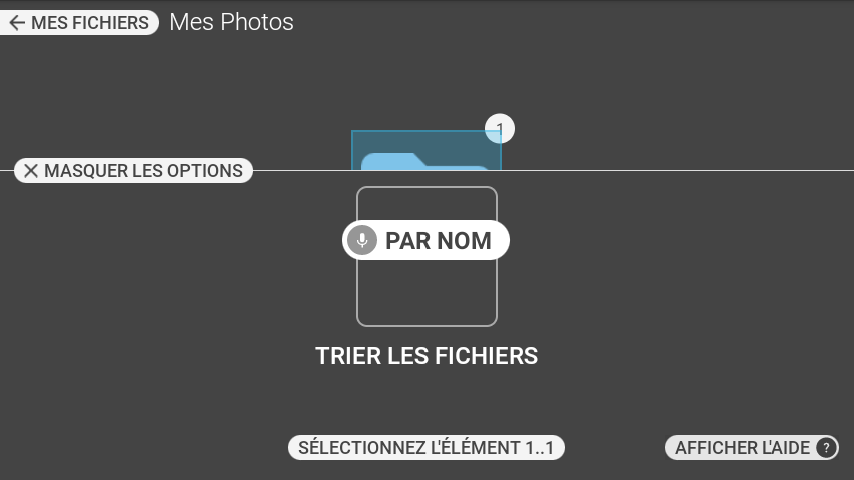 MES FICHIERS Mes Photos
1
MASQUER LES OPTIONS
PAR NOM
TRIER LES FICHIERS
SÉLECTIONNEZ L'ÉLÉMENT 1..1
AFFICHER L'AIDE ?